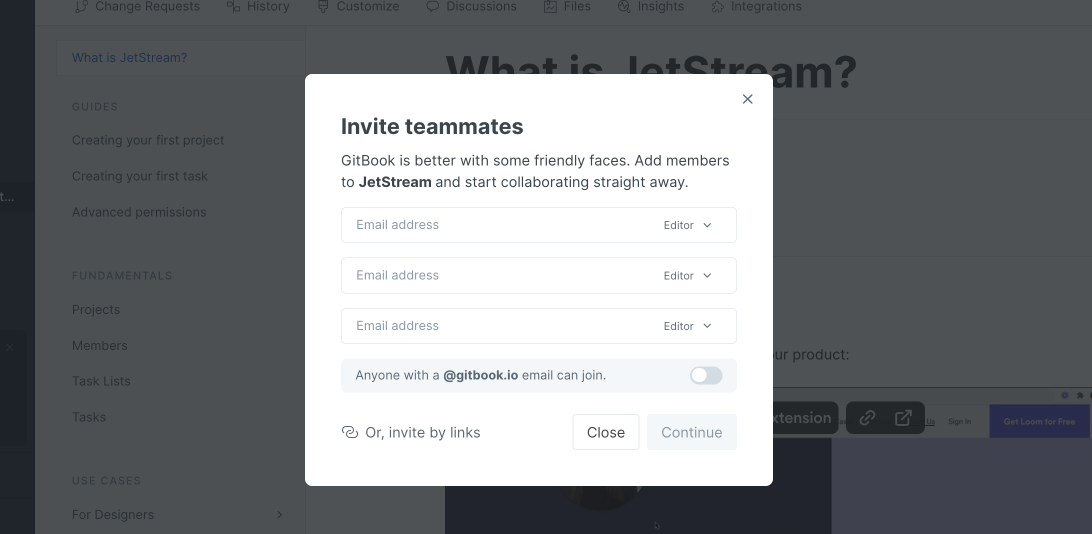 Change Requests
History
Customize
Discussions
Files
Insights
Integrations
What is JetStream?
GUIDES
Creating your first project
Creating your first task
Advanced permissions
FUNDAMENTALS
Projects
Members
Task Lists
Tasks
USE CASES
For Designers
What is JetStream?
Invite teammates
GitBook is better with some friendly faces. Add members
to JetStream and start collaborating straight away.
Email address Editor
Email address Editor
Email address Editor
Anyone with a @gitbook.io email can join.
Or, invite by links
Close
Continue
ur product:
xtension
Us
Sign In
Get Loom for Free
t...